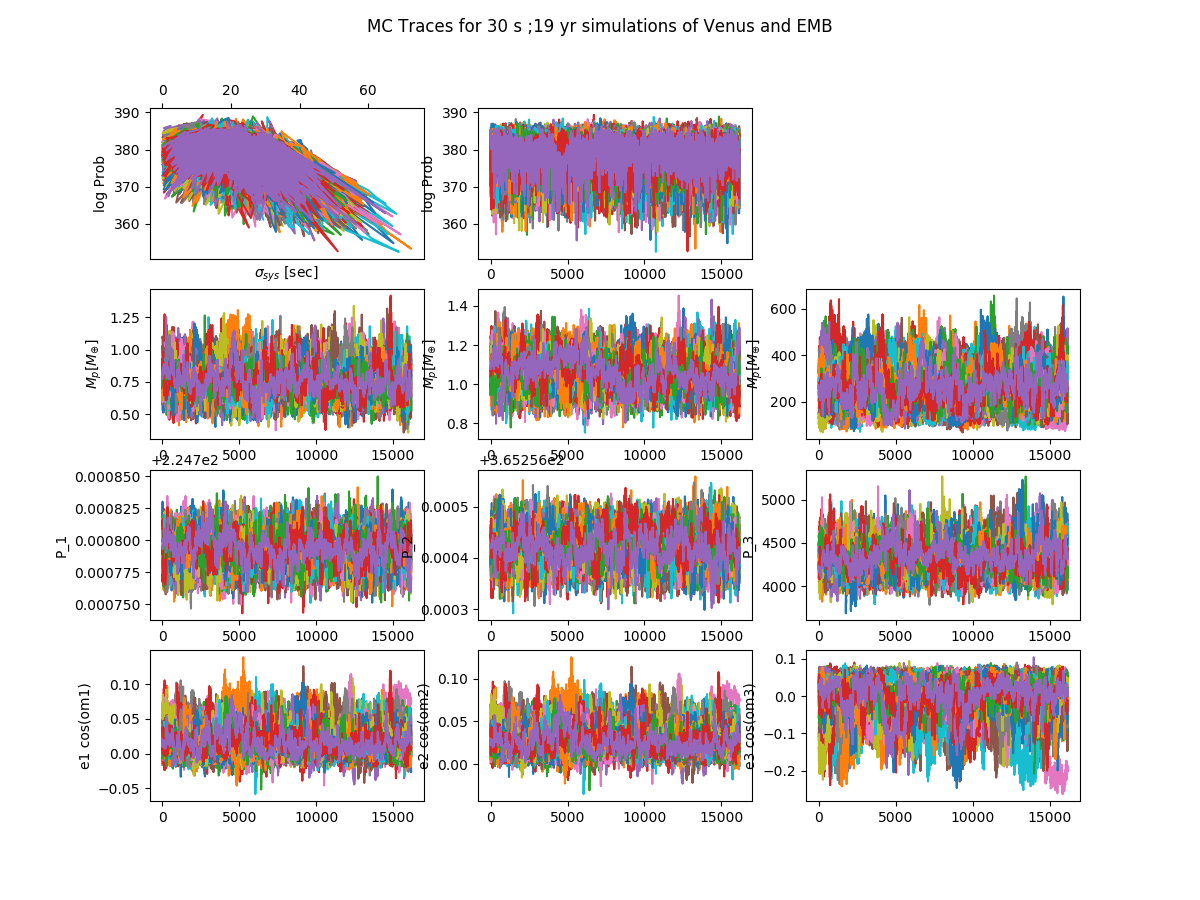 MC Traces for 30 s ;19 yr simulations of Venus and EMB
0 20 40 60
390 380 370 360
log Prob
σ_sys [sec]
390 380 370 360
log Prob
0 5000 10000 15000
1.25 1.00 0.75 0.50
M_p[M_⊕]
0 5000 10000 15000
1.4 1.2 1.0 0.8
M_p[M_⊕]
0 5000 10000 15000
600 400 200
M_p[M_⊕]
0 5000 10000 15000
+2.247e2
0.000850 0.000825 0.000800 0.000775 0.000750
P_1
0 5000 10000 15000
+3.65256e2
0.0005 0.0004 0.0003
P_2
0 5000 10000 15000
5000 4500 4000
P_3
0 5000 10000 15000
0.10 0.05 0.00 −0.05
e1 cos(om1)
0 5000 10000 15000
0.10 0.05 0.00
e2 cos(om2)
0 5000 10000 15000
0.1 0.0 −0.1 −0.2
e3 cos(om3)
0 5000 10000 15000